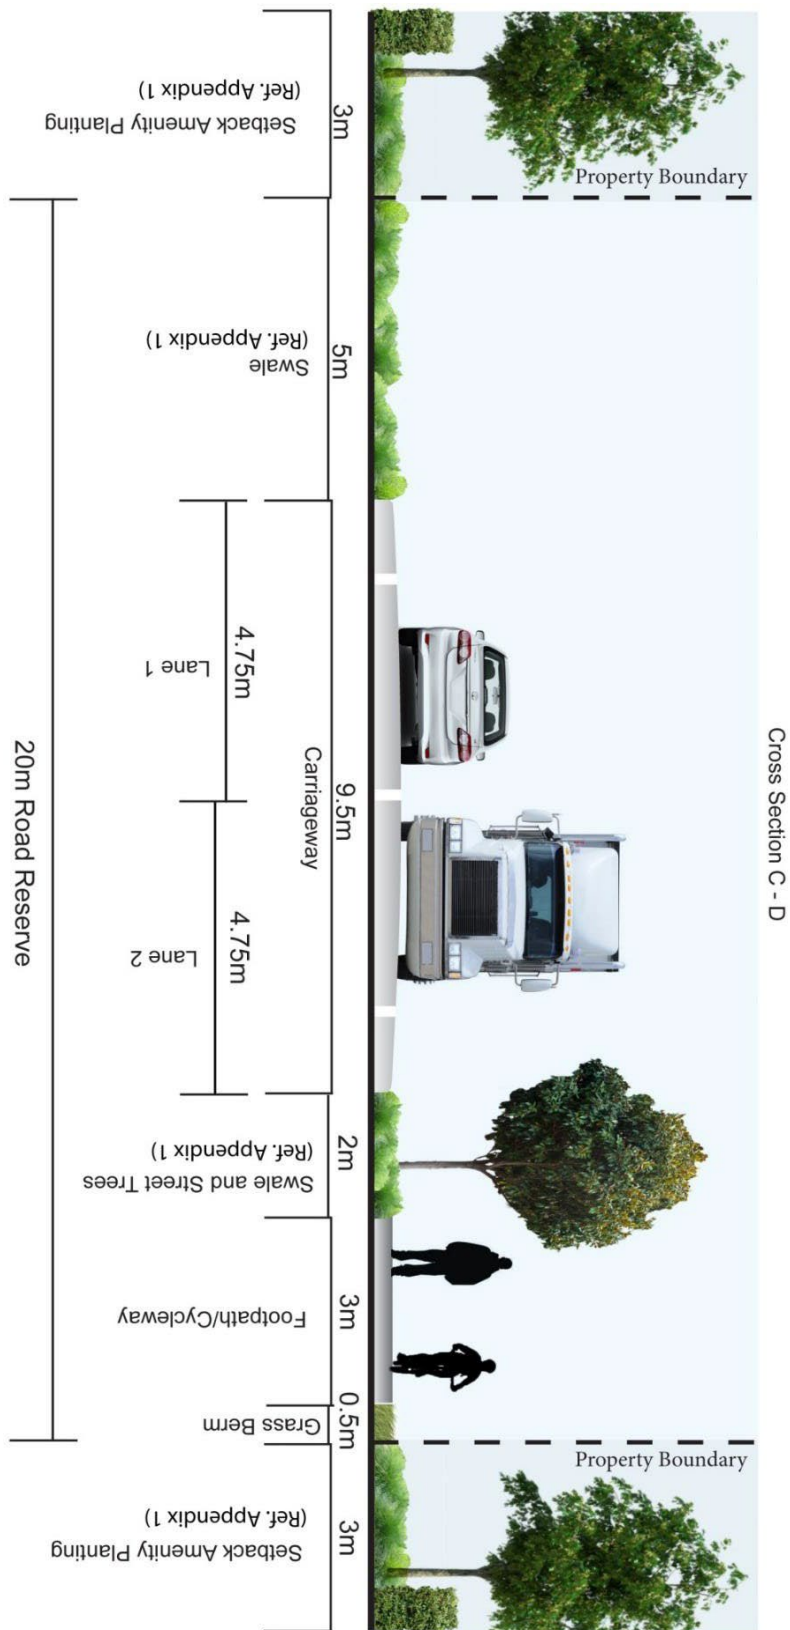 Cross Section C - D
Property Boundary
Property Boundary
3m
Setback Amenity Planting
(Ref. Appendix 1)
5m
Swale
(Ref. Appendix 1)
9.5m
Carriageway
4.75m
Lane 1
4.75m
Lane 2
2m
Swale and Street Trees
(Ref. Appendix 1)
3m
Footpath/Cycleway
0.5m
Grass Berm
3m
Setback Amenity Planting
(Ref. Appendix 1)
20m Road Reserve